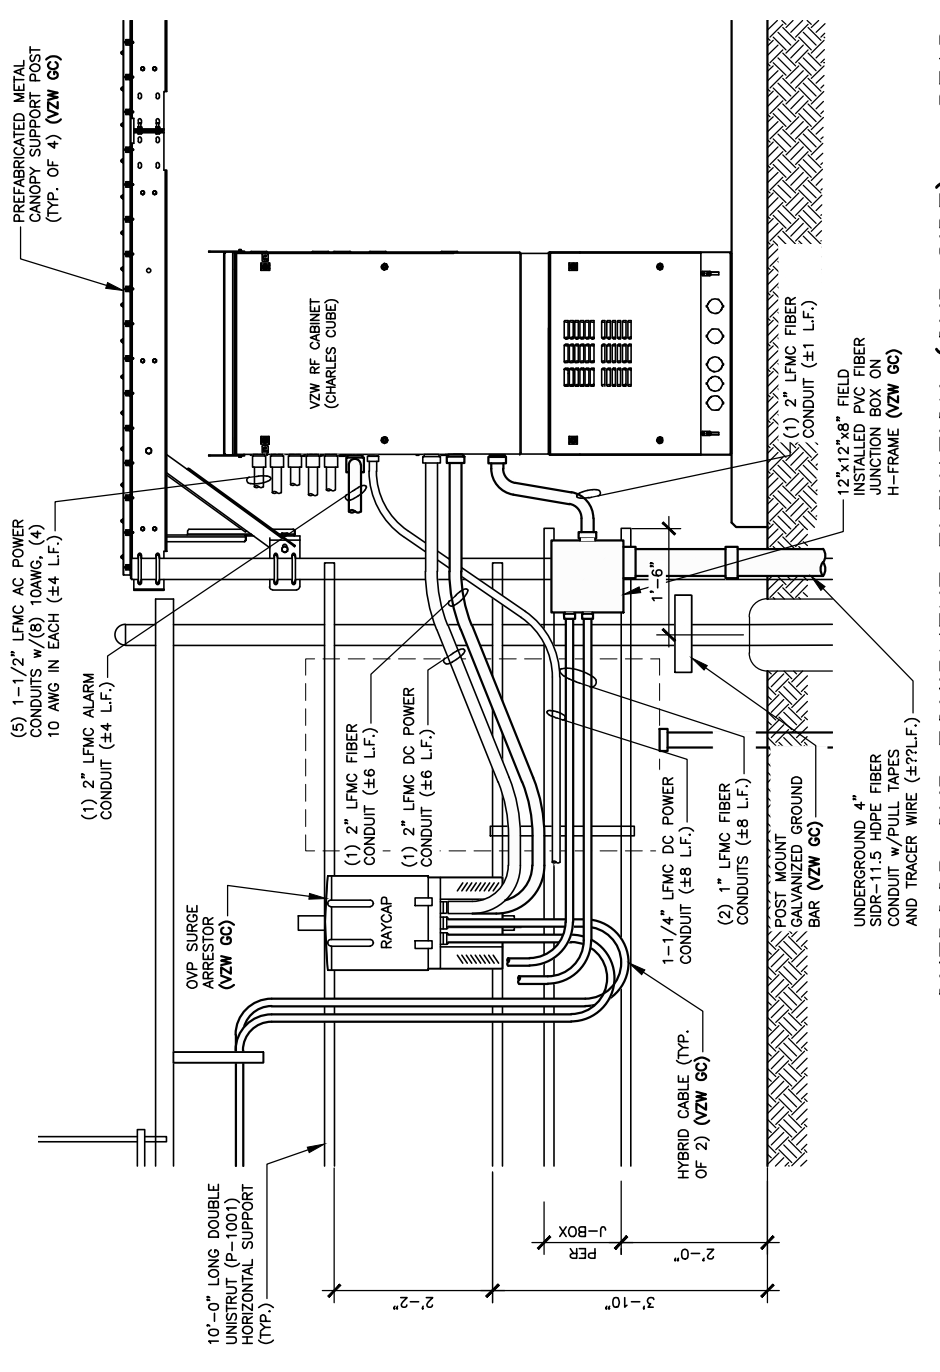 PREFABRICATED METAL
CANOPY SUPPORT POST
(TYP. OF 4) (VZW GC)
(5) 1-1/2" LFMC AC POWER
CONDUITS w/(8) 10AWG, (4)
10 AWG IN EACH (±4 L.F.)
(1) 2" LFMC ALARM
CONDUIT (±4 L.F.)
VZW RF CABINET
(CHARLES CUBE)
(1) 2" LFMC FIBER
CONDUIT (±6 L.F.)
(1) 2" LFMC DC POWER
CONDUIT (±6 L.F.)
OVP SURGE
ARRESTOR
(VZW GC)
RAYCAP
10'-0" LONG DOUBLE
UNISTRUT (P-1001)
HORIZONTAL SUPPORT
(TYP.)
2'-2"
3'-10"
PER
J-BOX
2'-0"
HYBRID CABLE (TYP.
OF 2) (VZW GC)
1-1/4" LFMC DC POWER
CONDUIT (±8 L.F.)
(2) 1" LFMC FIBER
CONDUITS (±8 L.F.)
POST MOUNT
GALVANIZED GROUND
BAR (VZW GC)
UNDERGROUND 4"
SIDR-11.5 HDPE FIBER
CONDUIT w/PULL TAPES
AND TRACER WIRE (±??L.F.)
1'-6"
(1) 2" LFMC FIBER
CONDUIT (±1 L.F.)
12"x12"x8" FIELD
INSTALLED PVC FIBER
JUNCTION BOX ON
H-FRAME (VZW GC)